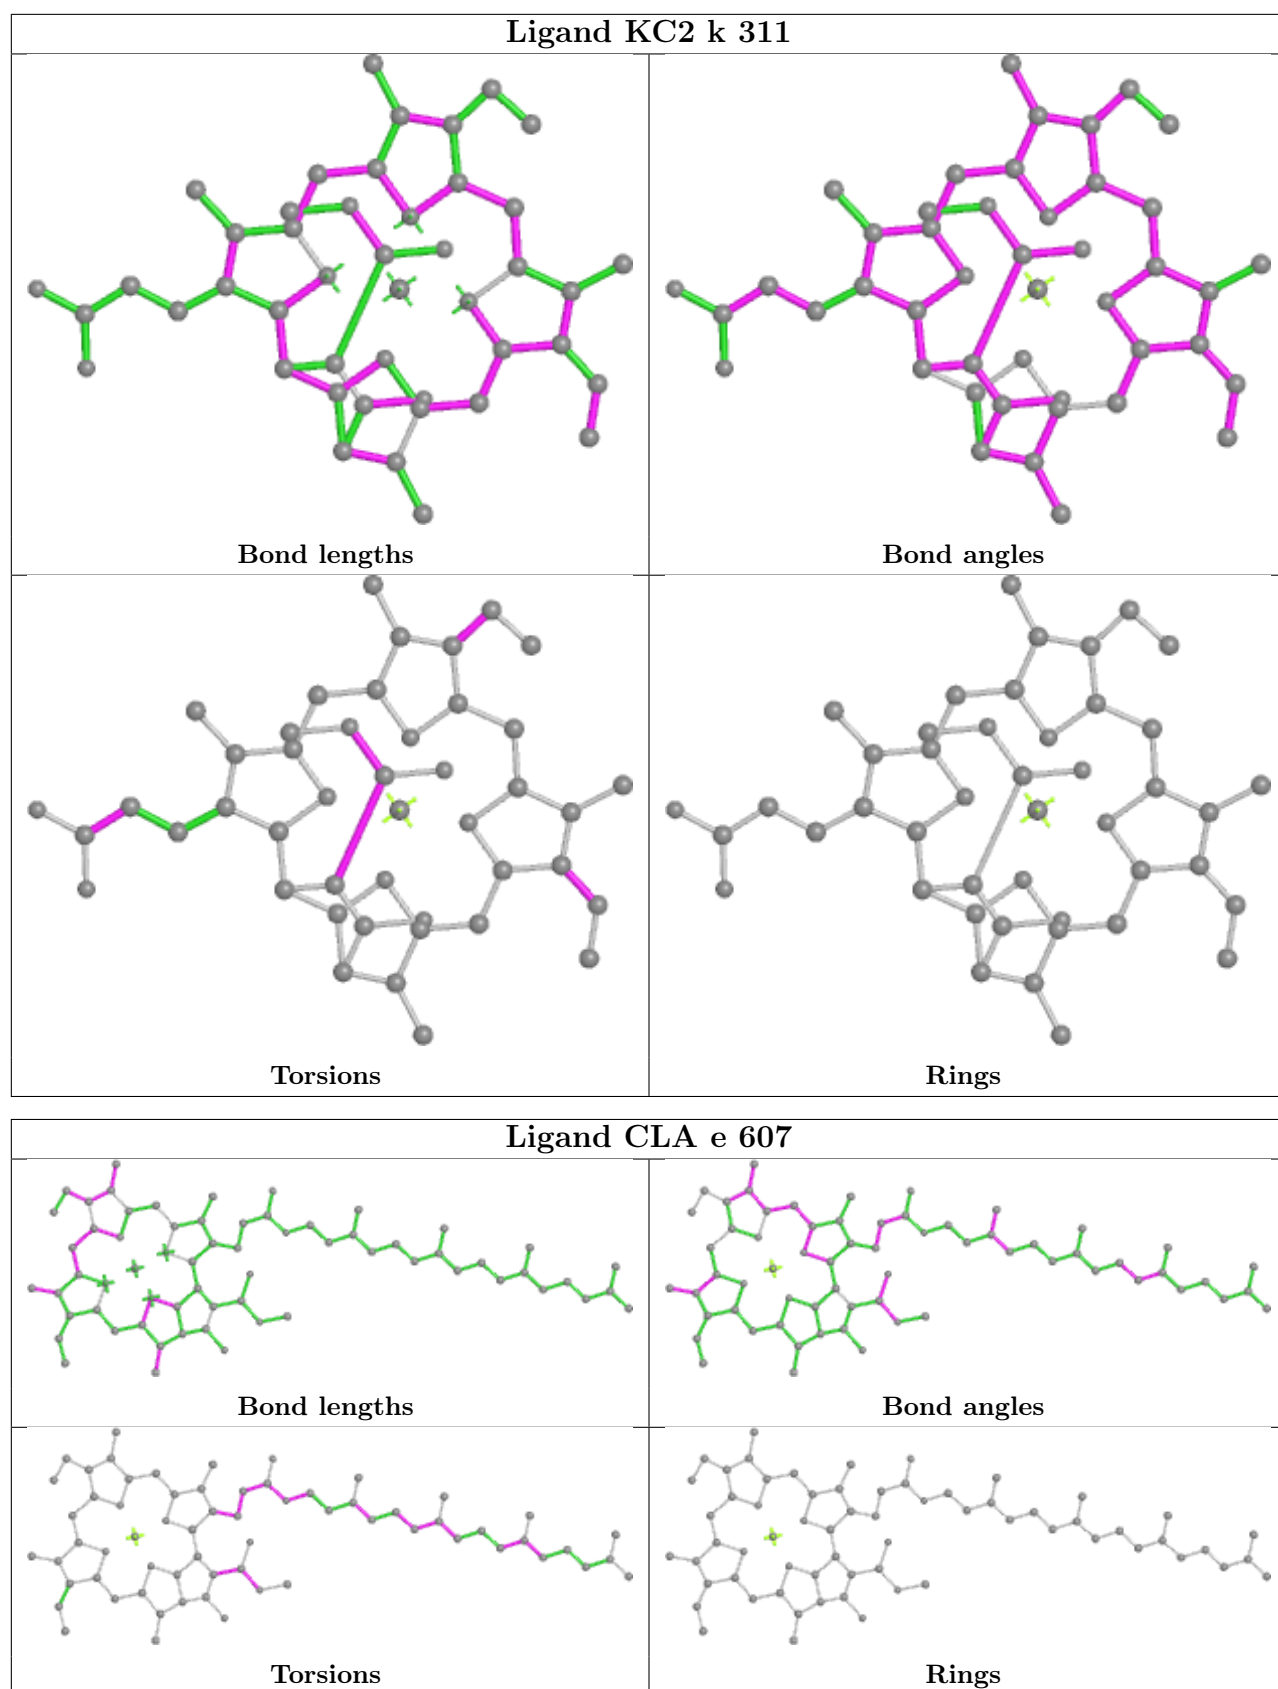 Ligand KC2 k 311
Bond lengths
Bond angles
Torsions
Rings
Ligand CLA e 607
Bond lengths
Bond angles
Torsions
Rings